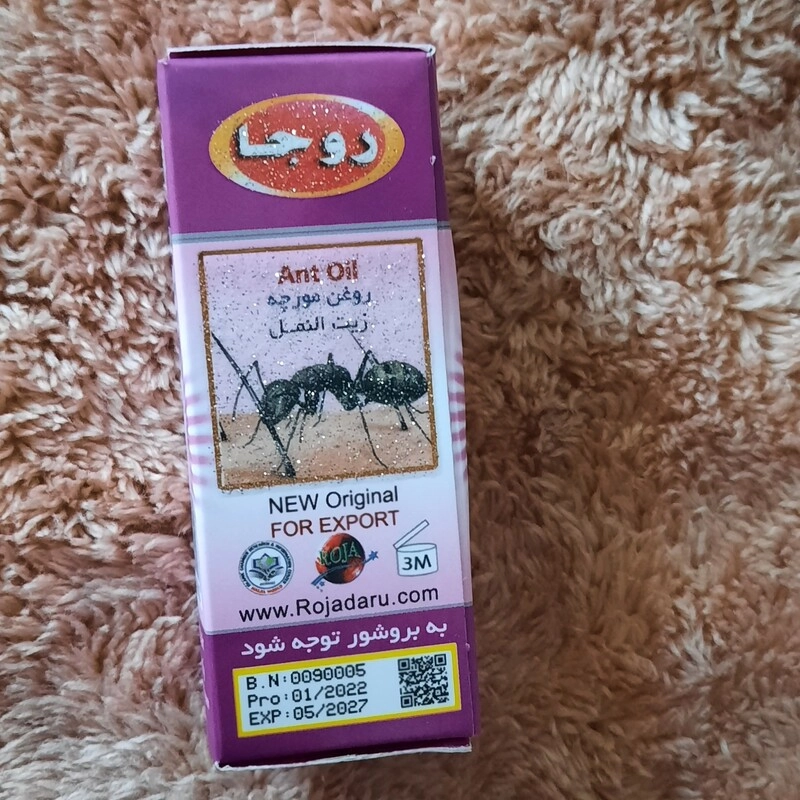 روجا
Ant Oil
روغن مورچه
زيت النمل
NEW Original
FOR EXPORT
ROJA
3M
www.Rojadaru.com
به بروشور توجه شود
B.N:0090005
Pro:01/2022
EXP:05/2027